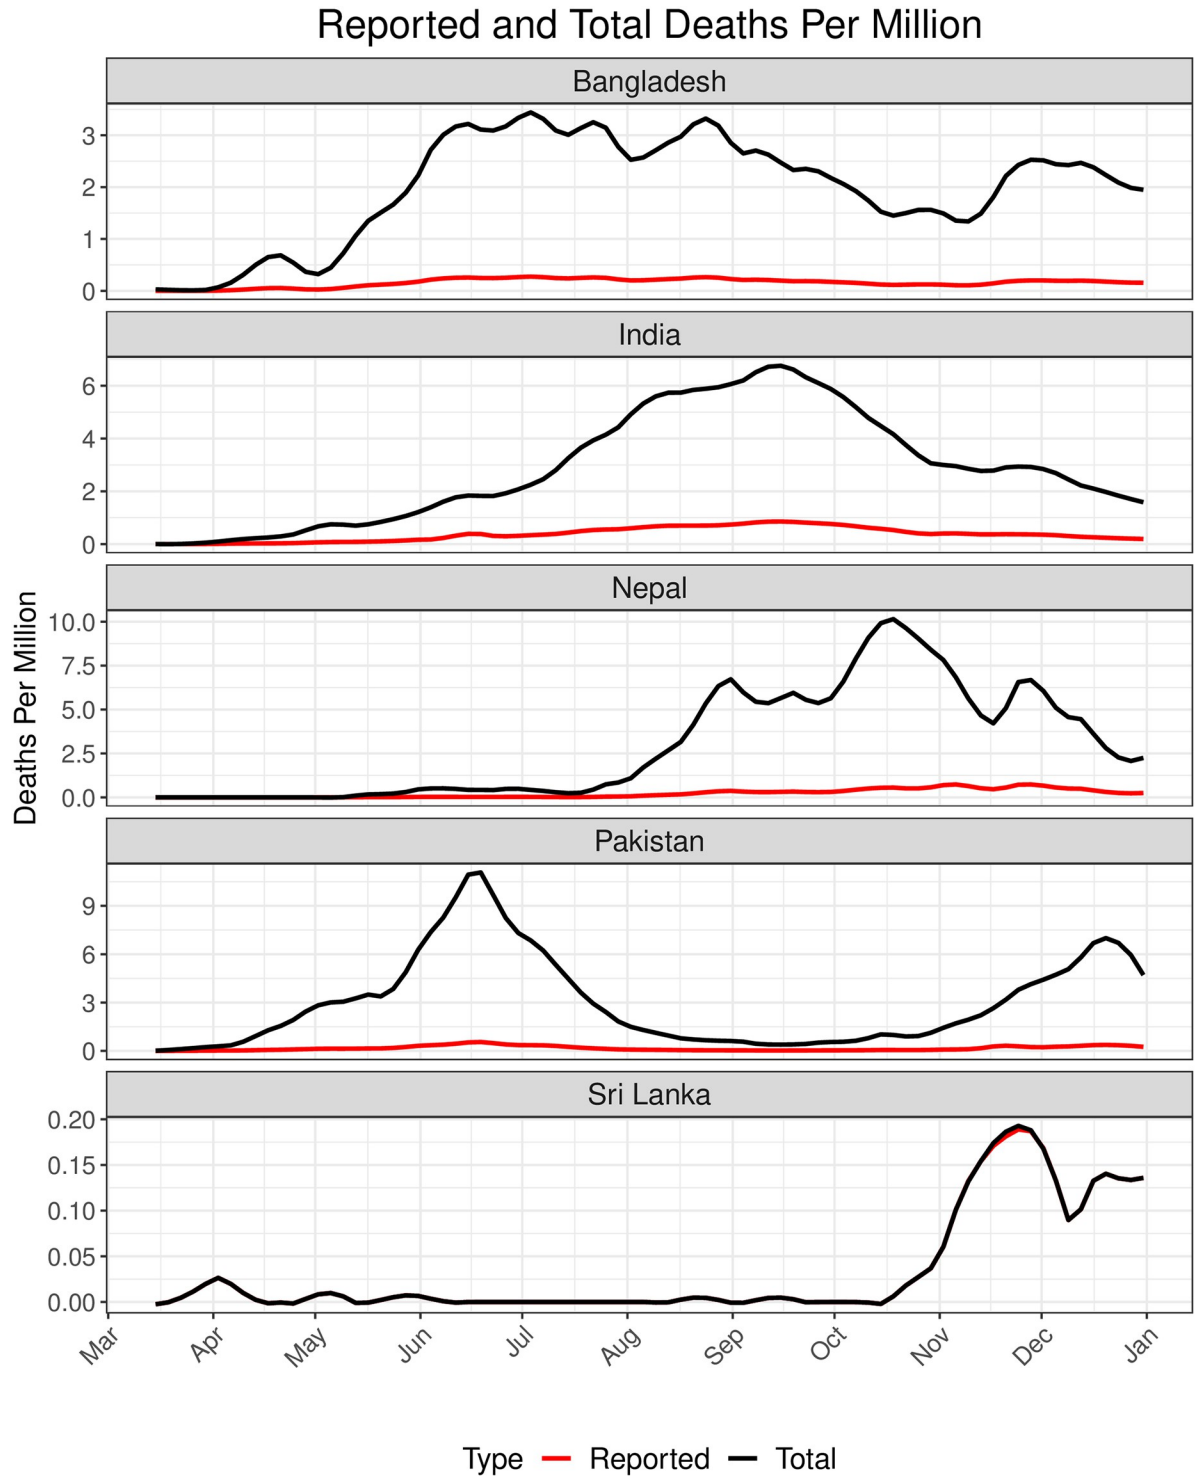 Reported and Total Deaths Per Million
Bangladesh
3
2
1
0
India
6
4
2
0
Nepal
10.0
7.5
5.0
2.5
0.0
Deaths Per Million
Pakistan
9
6
3
0
Sri Lanka
0.20
0.15
0.10
0.05
0.00
Mar Apr May Jun Jul Aug Sep Oct Nov Dec Jan
Type Reported Total